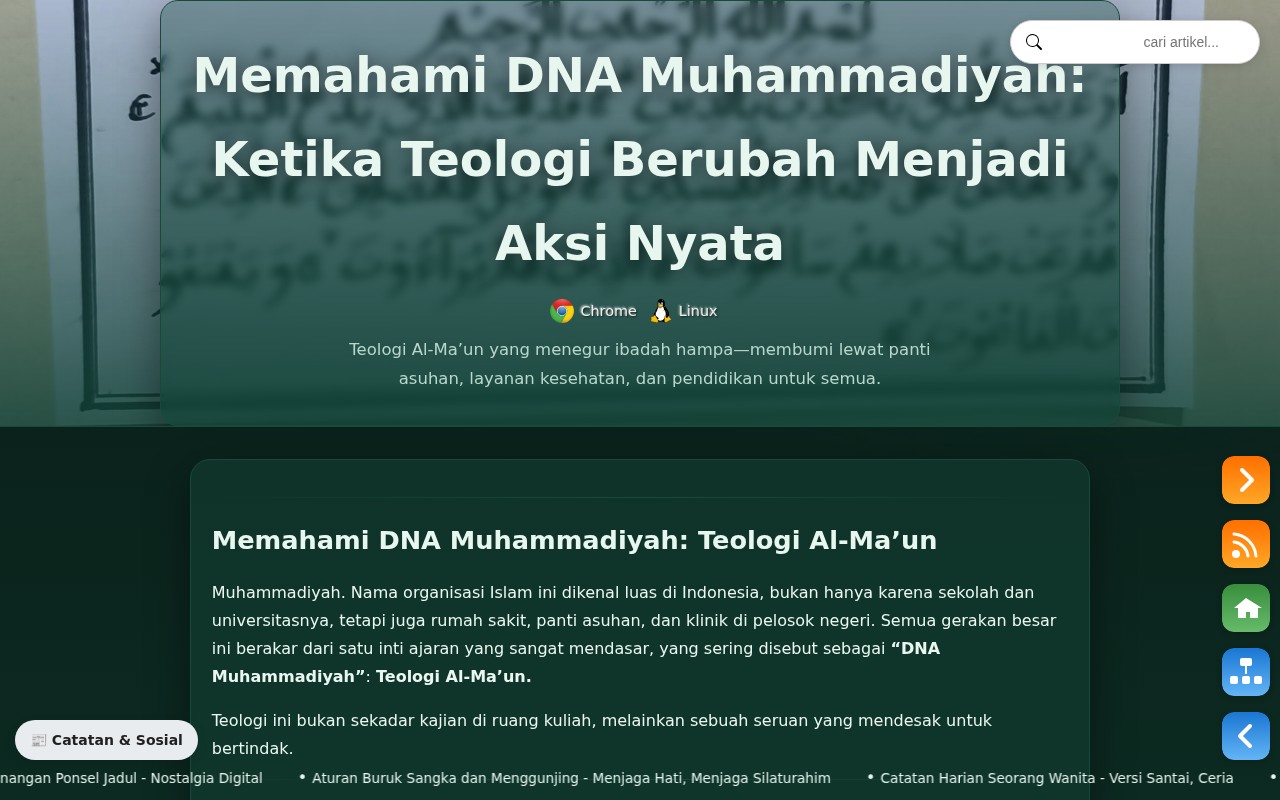 cari artikel...
Memahami DNA Muhammadiyah:
Ketika Teologi Berubah Menjadi
Aksi Nyata
Chrome Linux
Teologi Al-Ma’un yang menegur ibadah hampa—membumi lewat panti
asuhan, layanan kesehatan, dan pendidikan untuk semua.
Memahami DNA Muhammadiyah: Teologi Al-Ma’un
Muhammadiyah. Nama organisasi Islam ini dikenal luas di Indonesia, bukan hanya karena sekolah dan
universitasnya, tetapi juga rumah sakit, panti asuhan, dan klinik di pelosok negeri. Semua gerakan besar
ini berakar dari satu inti ajaran yang sangat mendasar, yang sering disebut sebagai “DNA
Muhammadiyah”: Teologi Al-Ma’un.
Teologi ini bukan sekadar kajian di ruang kuliah, melainkan sebuah seruan yang mendesak untuk
bertindak.
📰 Catatan & Sosial
nangan Ponsel Jadul - Nostalgia Digital • Aturan Buruk Sangka dan Menggunjing - Menjaga Hati, Menjaga Silaturahim • Catatan Harian Seorang Wanita - Versi Santai, Ceria •